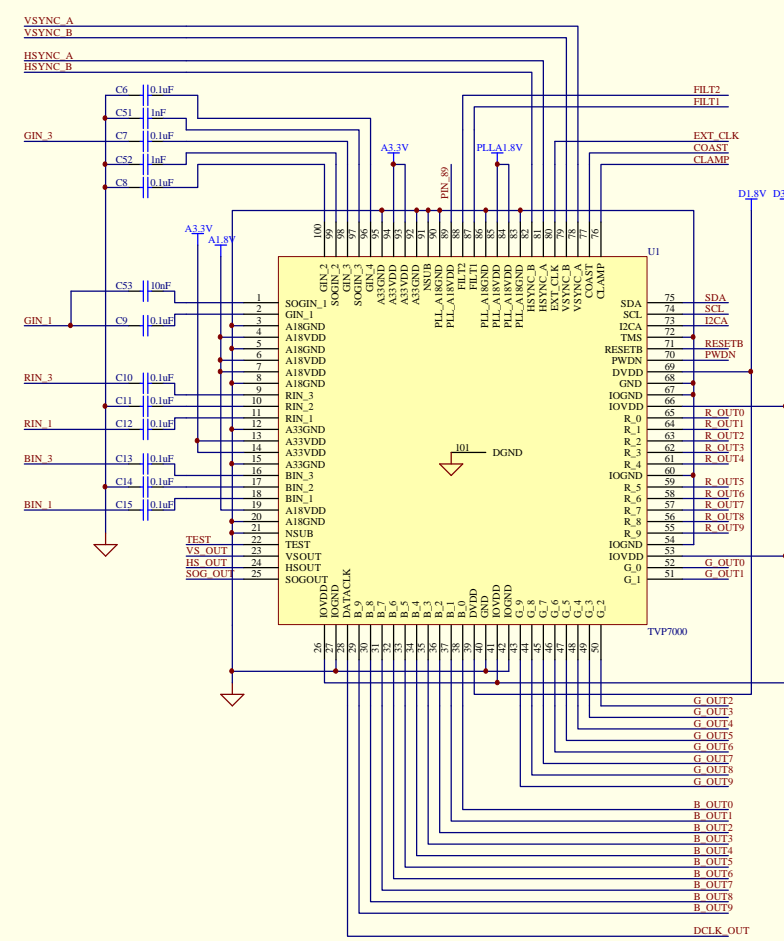 VSYNC_A
VSYNC_B
HSYNC_A
HSYNC_B
C6 0.1uF
FILT2
C51 1nF
FILT1
GIN_3 C7 0.1uF
EXT_CLK
A3.3V
PLLA1.8V
COAST
C52 1nF
CLAMP
C8 0.1uF
PIN_89
D1.8V D3
A3.3V
A1.8V
100 99 98 97 96 95 94 93 92 91 90 89 88 87 86 85 84 83 82 81 80 79 78 77 76
U1
GIN_2
SOGIN_2
GIN_3
SOGIN_3
GIN_4
A33GND
A33VDD
A33VDD
A33GND
NSUB
PLL_A18GND
PLL_A18VDD
FILT2
FILT1
PLL_A18GND
PLL_A18VDD
PLL_A18VDD
PLL_A18GND
HSYNC_B
HSYNC_A
EXT_CLK
VSYNC_B
VSYNC_A
COAST
CLAMP
C53 10nF
GIN_1 C9 0.1uF
RIN_3 C10 0.1uF
C11 0.1uF
RIN_1 C12 0.1uF
BIN_3 C13 0.1uF
C14 0.1uF
BIN_1 C15 0.1uF
1 SOGIN_1
2 GIN_1
3 A18GND
4 A18VDD
5 A18GND
6 A18VDD
7 A18VDD
8 A18GND
9 RIN_3
10 RIN_2
11 RIN_1
12 A33GND
13 A33VDD
14 A33VDD
15 A33GND
16 BIN_3
17 BIN_2
18 BIN_1
19 A18VDD
20 A18GND
21 NSUB
TEST 22 TEST
VS_OUT 23 VSOUT
HS_OUT 24 HSOUT
SOG_OUT 25 SOGOUT
101 DGND
SDA 75 SDA
SCL 74 SCL
I2CA 73 I2CA
TMS 72
RESETB 71 RESETB
PWDN 70 PWDN
DVDD 69
GND 68
IOGND 67
IOVDD 66
R_0 65 R_OUT0
R_1 64 R_OUT1
R_2 63 R_OUT2
R_3 62 R_OUT3
R_4 61 R_OUT4
IOGND 60
R_5 59 R_OUT5
R_6 58 R_OUT6
R_7 57 R_OUT7
R_8 56 R_OUT8
R_9 55 R_OUT9
IOGND 54
IOVDD 53
G_0 52 G_OUT0
G_1 51 G_OUT1
IOVDD
IOGND
DATACLK
B_9
B_8
B_7
B_6
B_5
B_4
B_3
B_2
B_1
B_0
DVDD
GND
IOVDD
IOGND
G_9
G_8
G_7
G_6
G_5
G_4
G_3
G_2
TVP7000
26 27 28 29 30 31 32 33 34 35 36 37 38 39 40 41 42 43 44 45 46 47 48 49 50
G_OUT2
G_OUT3
G_OUT4
G_OUT5
G_OUT6
G_OUT7
G_OUT8
G_OUT9
B_OUT0
B_OUT1
B_OUT2
B_OUT3
B_OUT4
B_OUT5
B_OUT6
B_OUT7
B_OUT8
B_OUT9
DCLK_OUT